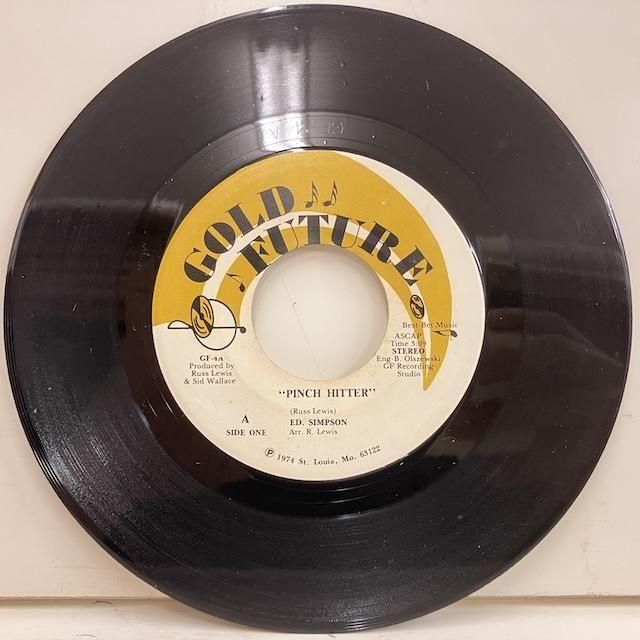 GOLD
FUTURE
Best-Bet Music
ASCAP
Time 3:09
STEREO
Eng-B. Olszewski
GF Recording
Studio
GF-4A
Produced by
Russ Lewis
& Sid Wallace
"PINCH HITTER"
(Russ Lewis)
A
ED. SIMPSON
SIDE ONE
Arr. R. Lewis
℗ 1974 St. Louis, Mo. 63122